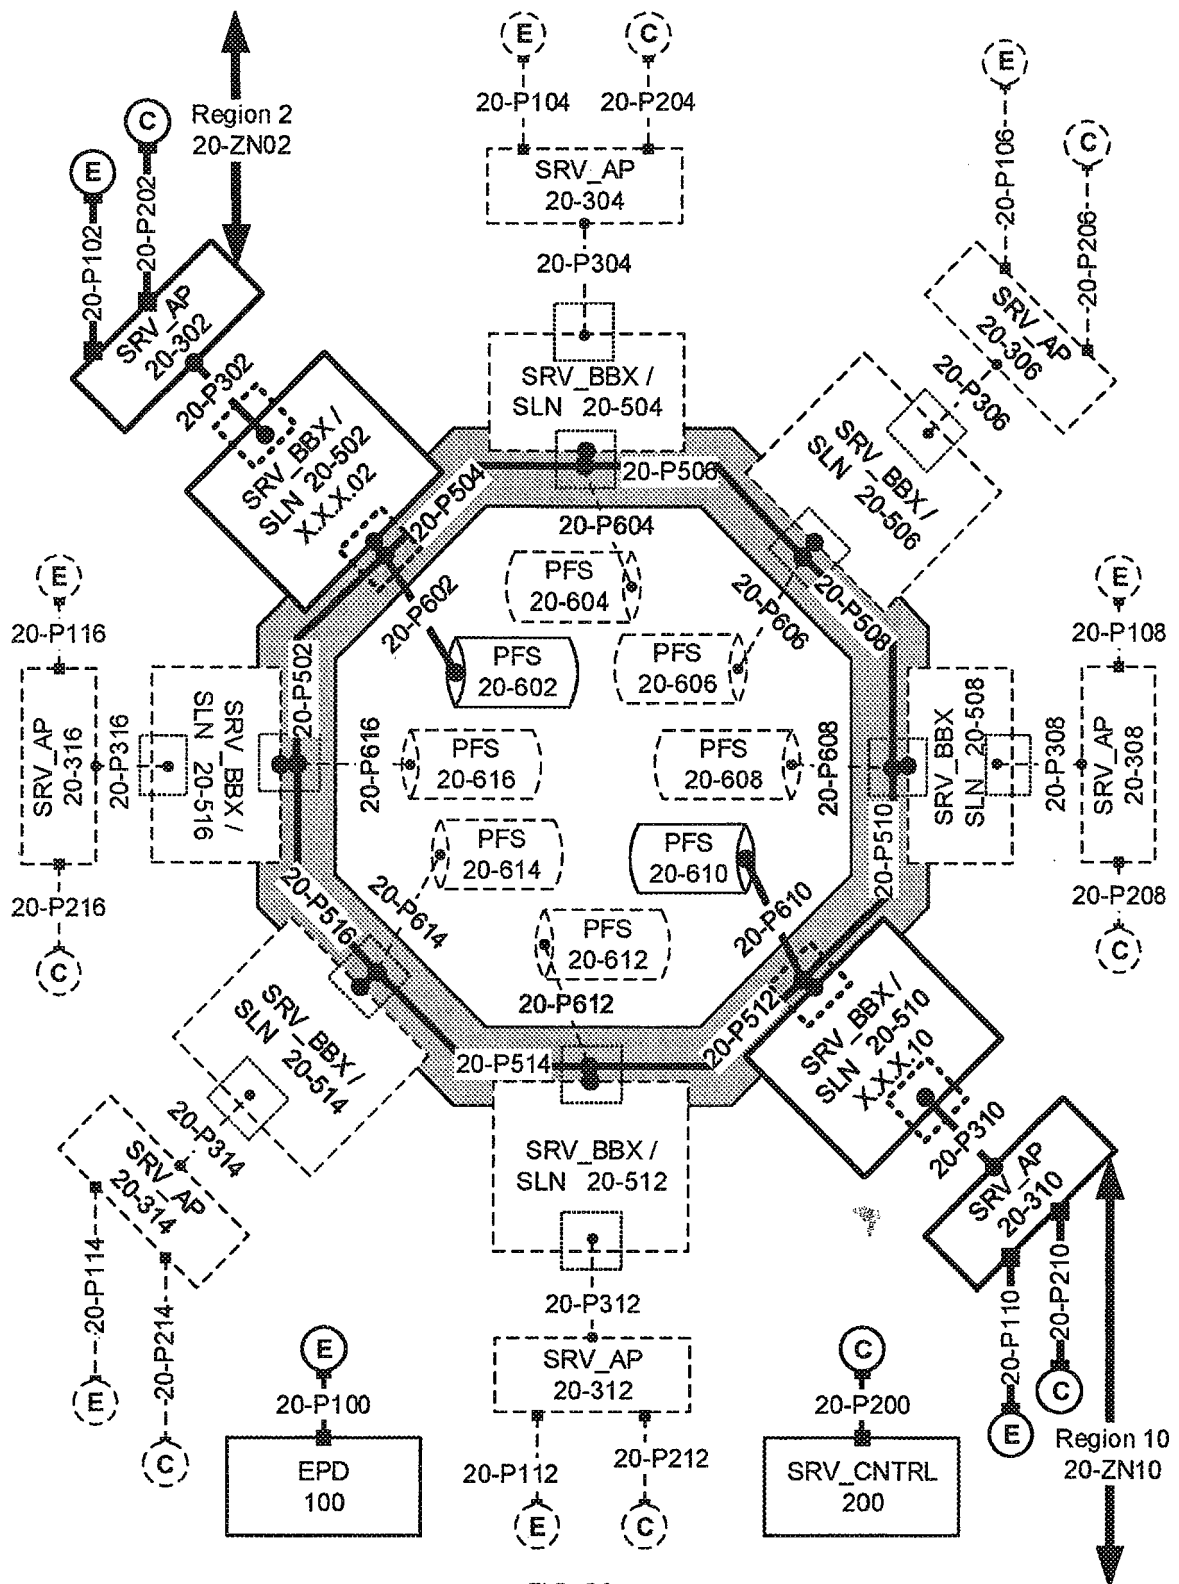 E
C
E
C
Region 2
20-ZN02
20-P104
20-P204
20-P106
20-P206
C
E
20-P102
20-P202
SRV_AP
20-304
20-P304
SRV_AP
20-302
20-P302
SRV_AP
20-306
20-P306
SRV_BBX /
SLN 20-504
SRV_BBX /
SLN 20-502
X.X.X.02
SRV_BBX /
SLN 20-506
20-P504
20-P506
20-P604
20-P602
20-P606
20-P508
PFS
20-604
PFS
20-602
PFS
20-606
E
20-P116
E
20-P108
SRV_AP
20-316
20-P316
SRV_BBX /
SLN 20-516
20-P502
20-P616
PFS
20-616
PFS
20-608
20-P608
SRV_BBX
SLN 20-508
20-P308
SRV_AP
20-308
20-P510
PFS
20-614
PFS
20-610
20-P216
C
20-P208
C
20-P516
20-P614
PFS
20-612
20-P610
20-P612
SRV_BBX /
SLN 20-514
20-P514
20-P512
SRV_BBX /
SLN 20-510
X.X.X.10
SRV_BBX /
SLN 20-512
20-P314
SRV_AP
20-314
20-P310
SRV_AP
20-310
20-P312
20-P114
20-P214
20-P110
20-P210
E
C
SRV_AP
20-312
E
20-P100
C
20-P200
C
E
20-P112
20-P212
EPD
100
SRV_CNTRL
200
Region 10
20-ZN10
E
C